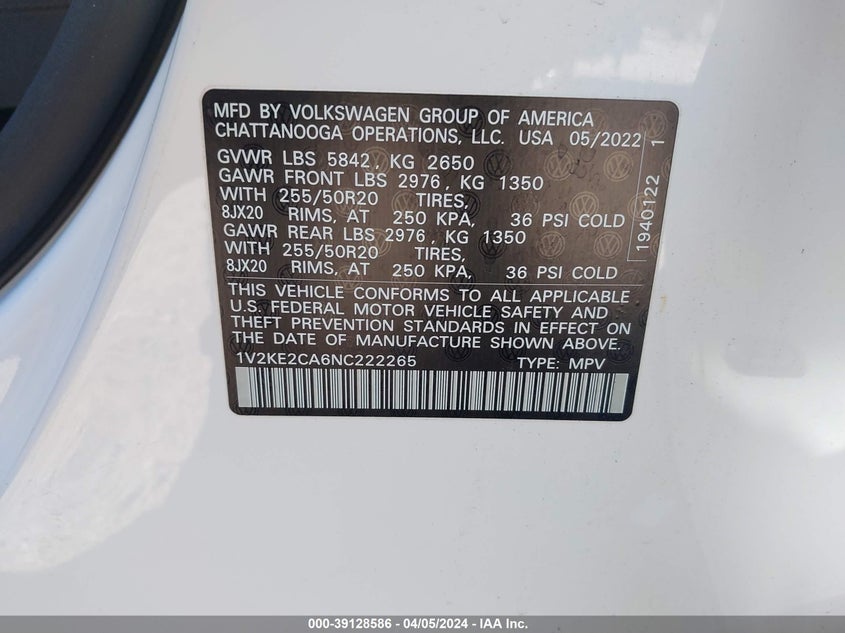 MFD BY VOLKSWAGEN GROUP OF AMERICA
CHATTANOOGA OPERATIONS, LLC. USA 05/2022
GVWR LBS 5842, KG 2650
GAWR FRONT LBS 2976, KG 1350
WITH 255/50R20 TIRES,
8JX20 RIMS, AT 250 KPA, 36 PSI COLD
GAWR REAR LBS 2976, KG 1350
WITH 255/50R20 TIRES,
8JX20 RIMS, AT 250 KPA, 36 PSI COLD
THIS VEHICLE CONFORMS TO ALL APPLICABLE
U.S. FEDERAL MOTOR VEHICLE SAFETY AND
THEFT PREVENTION STANDARDS IN EFFECT ON
THE DATE OF MANUFACTURE SHOWN ABOVE.
1V2KE2CA6NC222265 TYPE: MPV
1940122 1
000-39128586 - 04/05/2024 - IAA Inc.